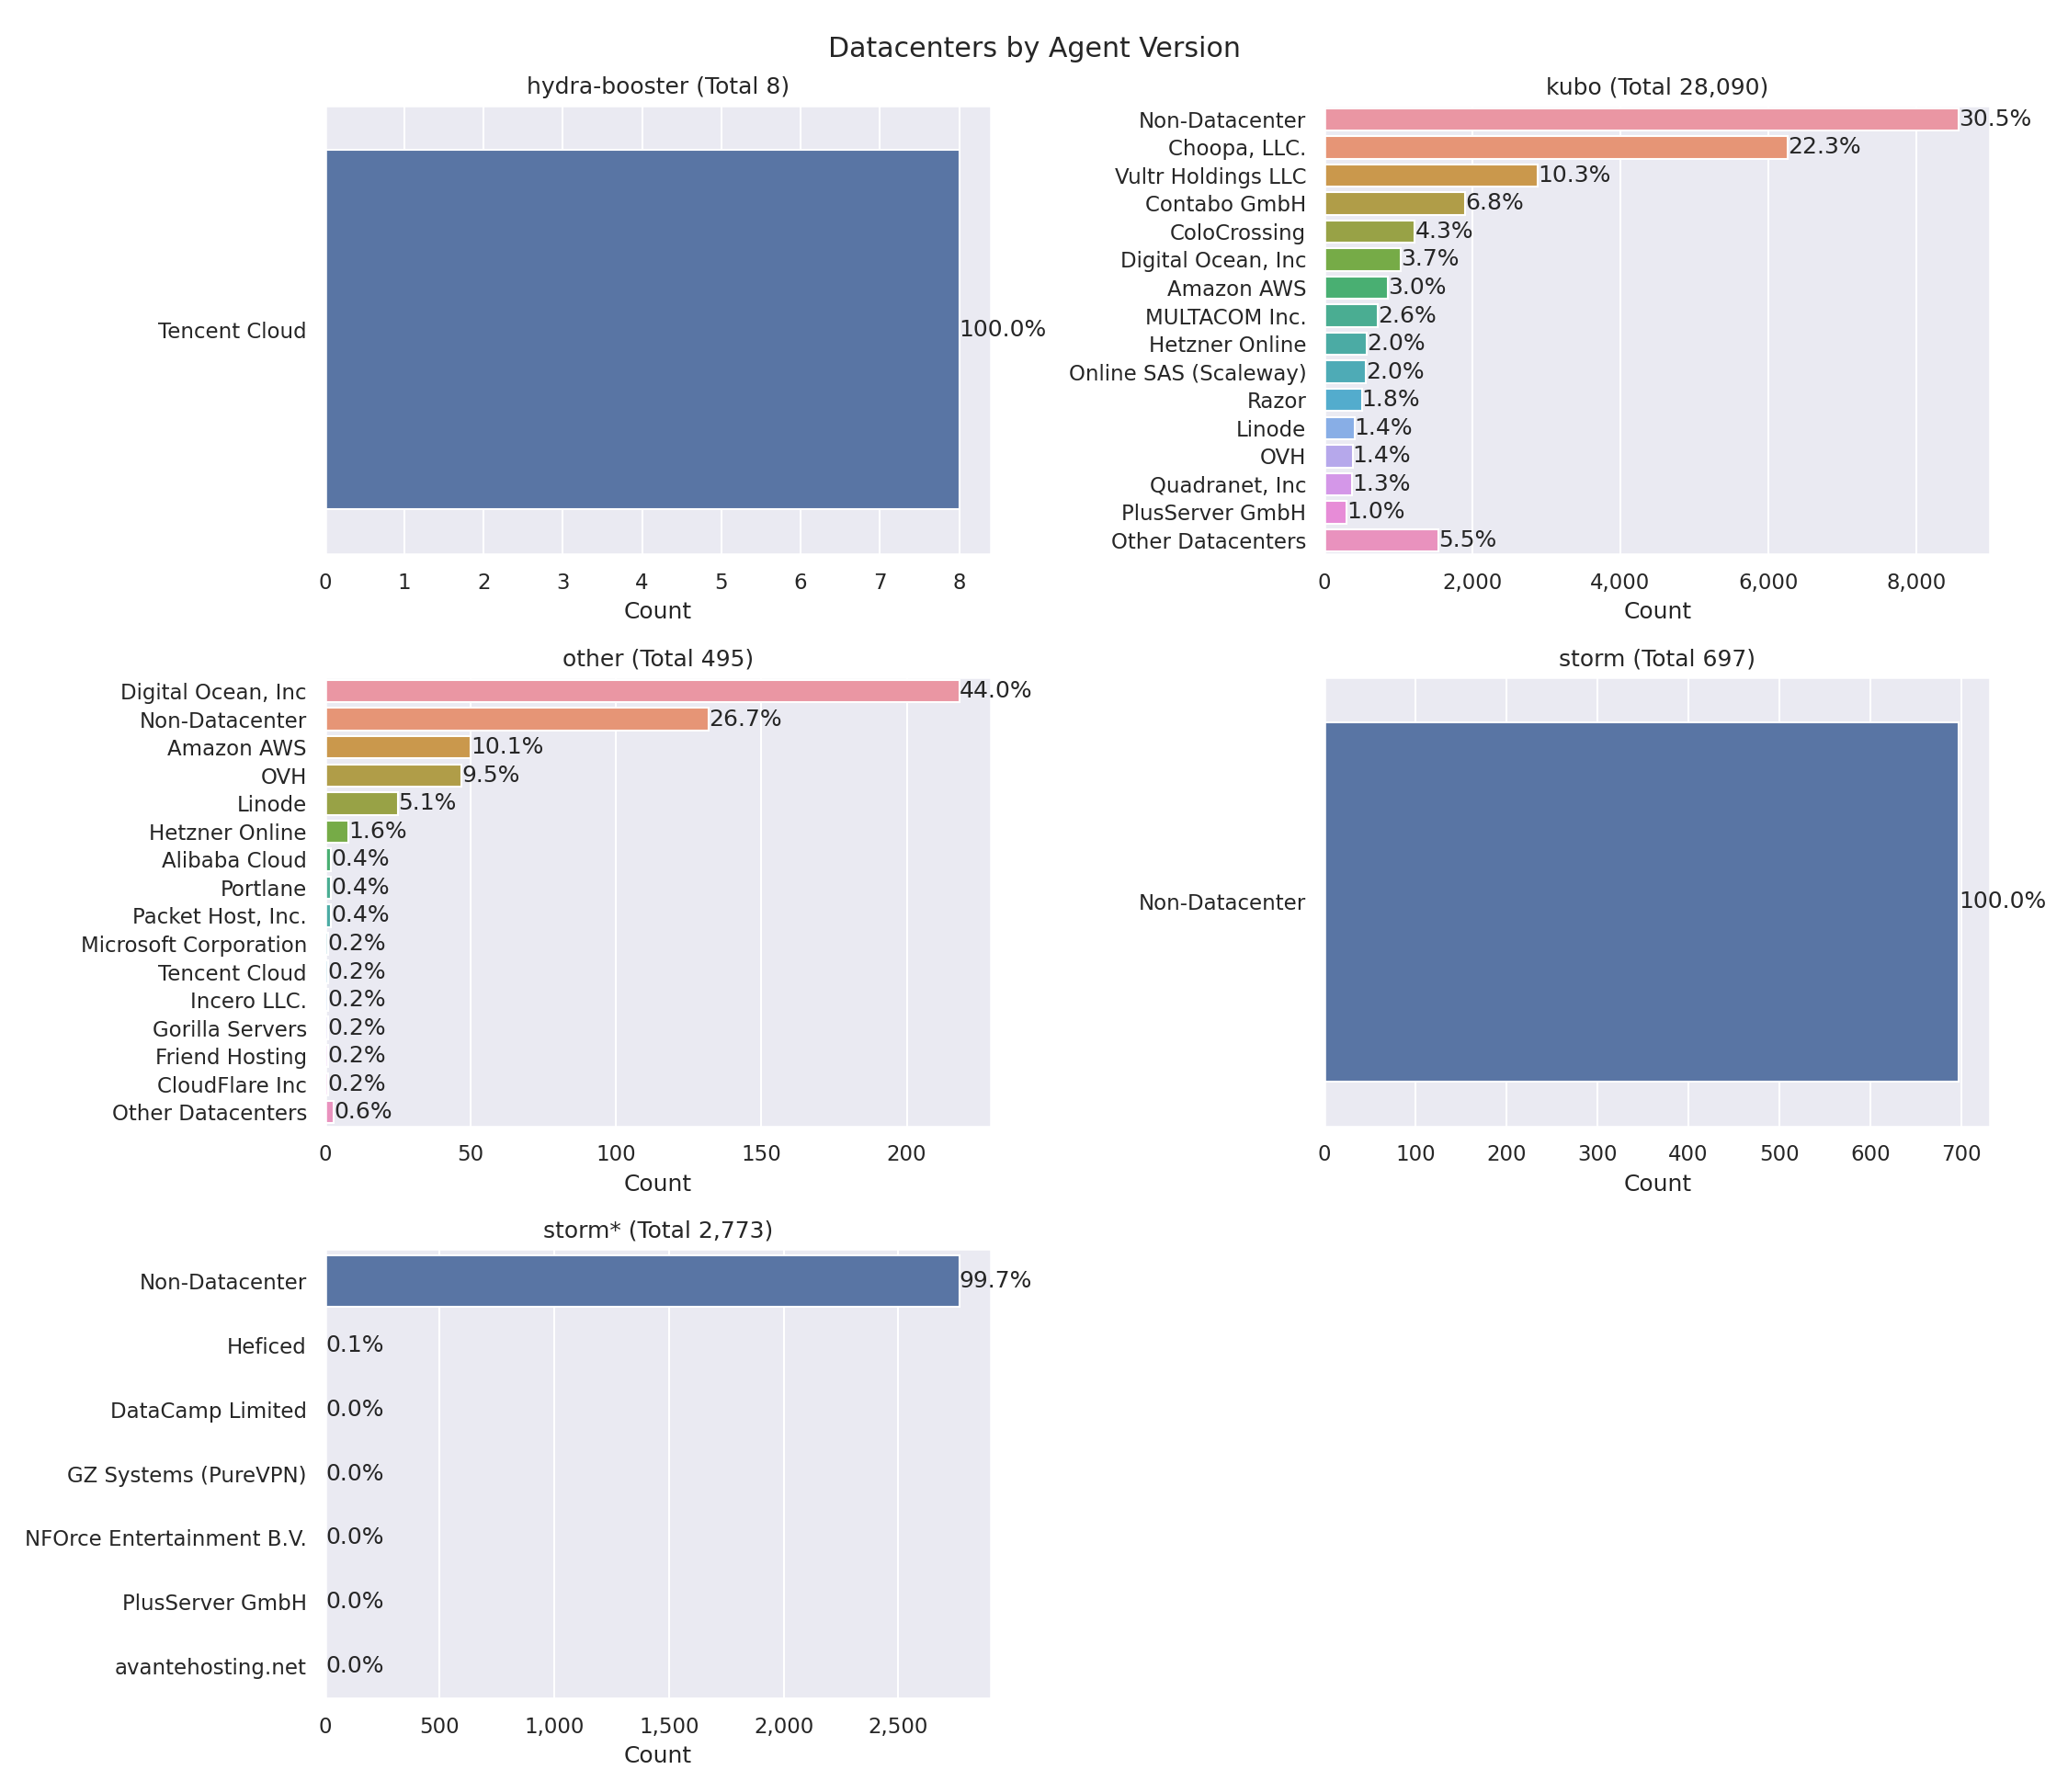 Datacenters by Agent Version
hydra-booster (Total 8)
Tencent Cloud
100.0%
0 1 2 3 4 5 6 7 8
Count
kubo (Total 28,090)
Non-Datacenter 30.5%
Choopa, LLC. 22.3%
Vultr Holdings LLC 10.3%
Contabo GmbH 6.8%
ColoCrossing 4.3%
Digital Ocean, Inc 3.7%
Amazon AWS 3.0%
MULTACOM Inc. 2.6%
Hetzner Online 2.0%
Online SAS (Scaleway) 2.0%
Razor 1.8%
Linode 1.4%
OVH 1.4%
Quadranet, Inc 1.3%
PlusServer GmbH 1.0%
Other Datacenters 5.5%
0 2,000 4,000 6,000 8,000
Count
other (Total 495)
Digital Ocean, Inc 44.0%
Non-Datacenter 26.7%
Amazon AWS 10.1%
OVH 9.5%
Linode 5.1%
Hetzner Online 1.6%
Alibaba Cloud 0.4%
Portlane 0.4%
Packet Host, Inc. 0.4%
Microsoft Corporation 0.2%
Tencent Cloud 0.2%
Incero LLC. 0.2%
Gorilla Servers 0.2%
Friend Hosting 0.2%
CloudFlare Inc 0.2%
Other Datacenters 0.6%
0 50 100 150 200
Count
storm (Total 697)
Non-Datacenter 100.0%
0 100 200 300 400 500 600 700
Count
storm* (Total 2,773)
Non-Datacenter 99.7%
Heficed 0.1%
DataCamp Limited 0.0%
GZ Systems (PureVPN) 0.0%
NFOrce Entertainment B.V. 0.0%
PlusServer GmbH 0.0%
avantehosting.net 0.0%
0 500 1,000 1,500 2,000 2,500
Count